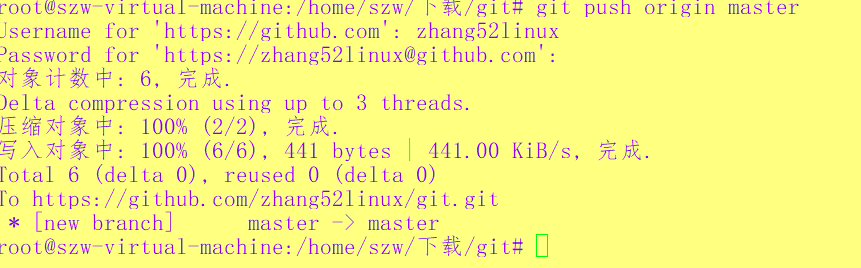 root@szw-virtual-machine:/home/szw/下载/git# git push origin master
Username for 'https://github.com': zhang52linux
Password for 'https://zhang52linux@github.com':
对象计数中: 6, 完成.
Delta compression using up to 3 threads.
压缩对象中: 100% (2/2), 完成.
写入对象中: 100% (6/6), 441 bytes | 441.00 KiB/s, 完成.
Total 6 (delta 0), reused 0 (delta 0)
To https://github.com/zhang52linux/git.git
 * [new branch]      master -> master
root@szw-virtual-machine:/home/szw/下载/git#